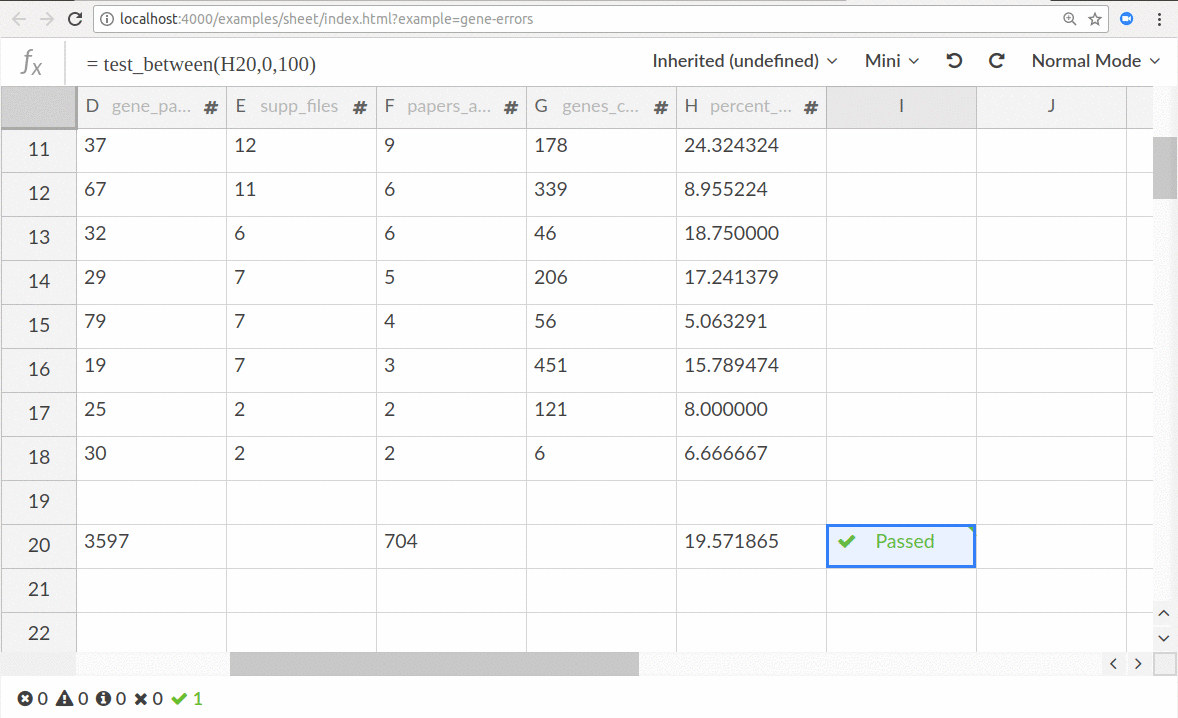 localhost:4000/examples/sheet/index.html?example=gene-errors
fx = test_between(H20,0,100) Inherited (undefined) Mini Normal Mode
D gene_pa... # E supp_files # F papers_a... # G genes_c... # H percent_... # I J
11 37 12 9 178 24.324324
12 67 11 6 339 8.955224
13 32 6 6 46 18.750000
14 29 7 5 206 17.241379
15 79 7 4 56 5.063291
16 19 7 3 451 15.789474
17 25 2 2 121 8.000000
18 30 2 2 6 6.666667
19
20 3597 704 19.571865 Passed
21
22
0 0 0 0 1